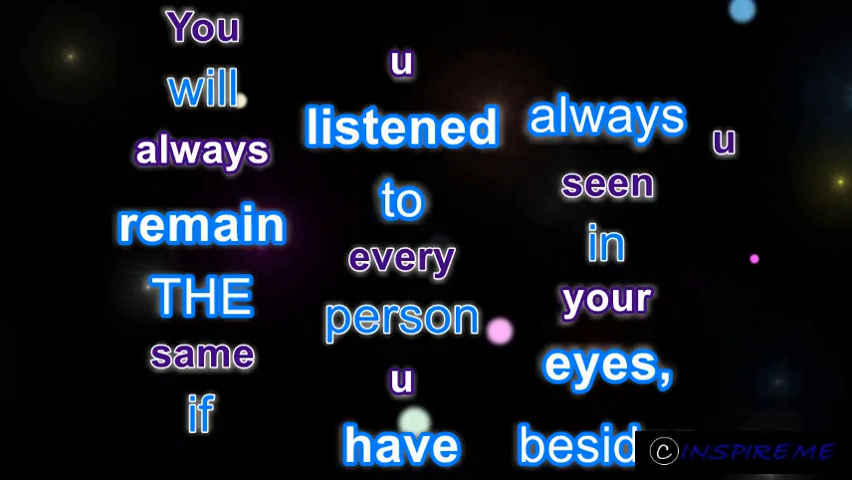 You
will
always
remain
THE
same
if
u
listened
to
every
person
u
have
always
seen
in
your
eyes,
u
© INSPIRE ME